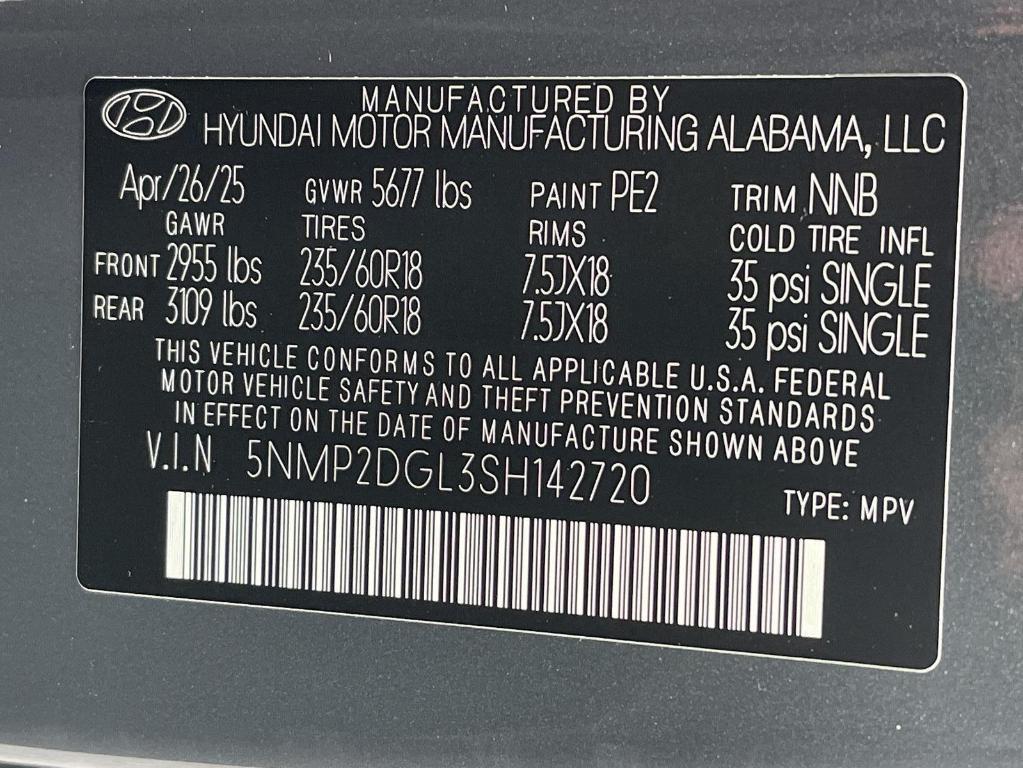 MANUFACTURED BY
HYUNDAI MOTOR MANUFACTURING ALABAMA, LLC
Apr/26/25 GVWR 5677 lbs PAINT PE2 TRIM NNB
GAWR TIRES RIMS COLD TIRE INFL
FRONT 2955 lbs 235/60R18 7.5JX18 35 psi SINGLE
REAR 3109 lbs 235/60R18 7.5JX18 35 psi SINGLE
THIS VEHICLE CONFORMS TO ALL APPLICABLE U.S.A. FEDERAL
MOTOR VEHICLE SAFETY AND THEFT PREVENTION STANDARDS
IN EFFECT ON THE DATE OF MANUFACTURE SHOWN ABOVE
V.I.N 5NMP2DGL3SH142720
TYPE: MPV